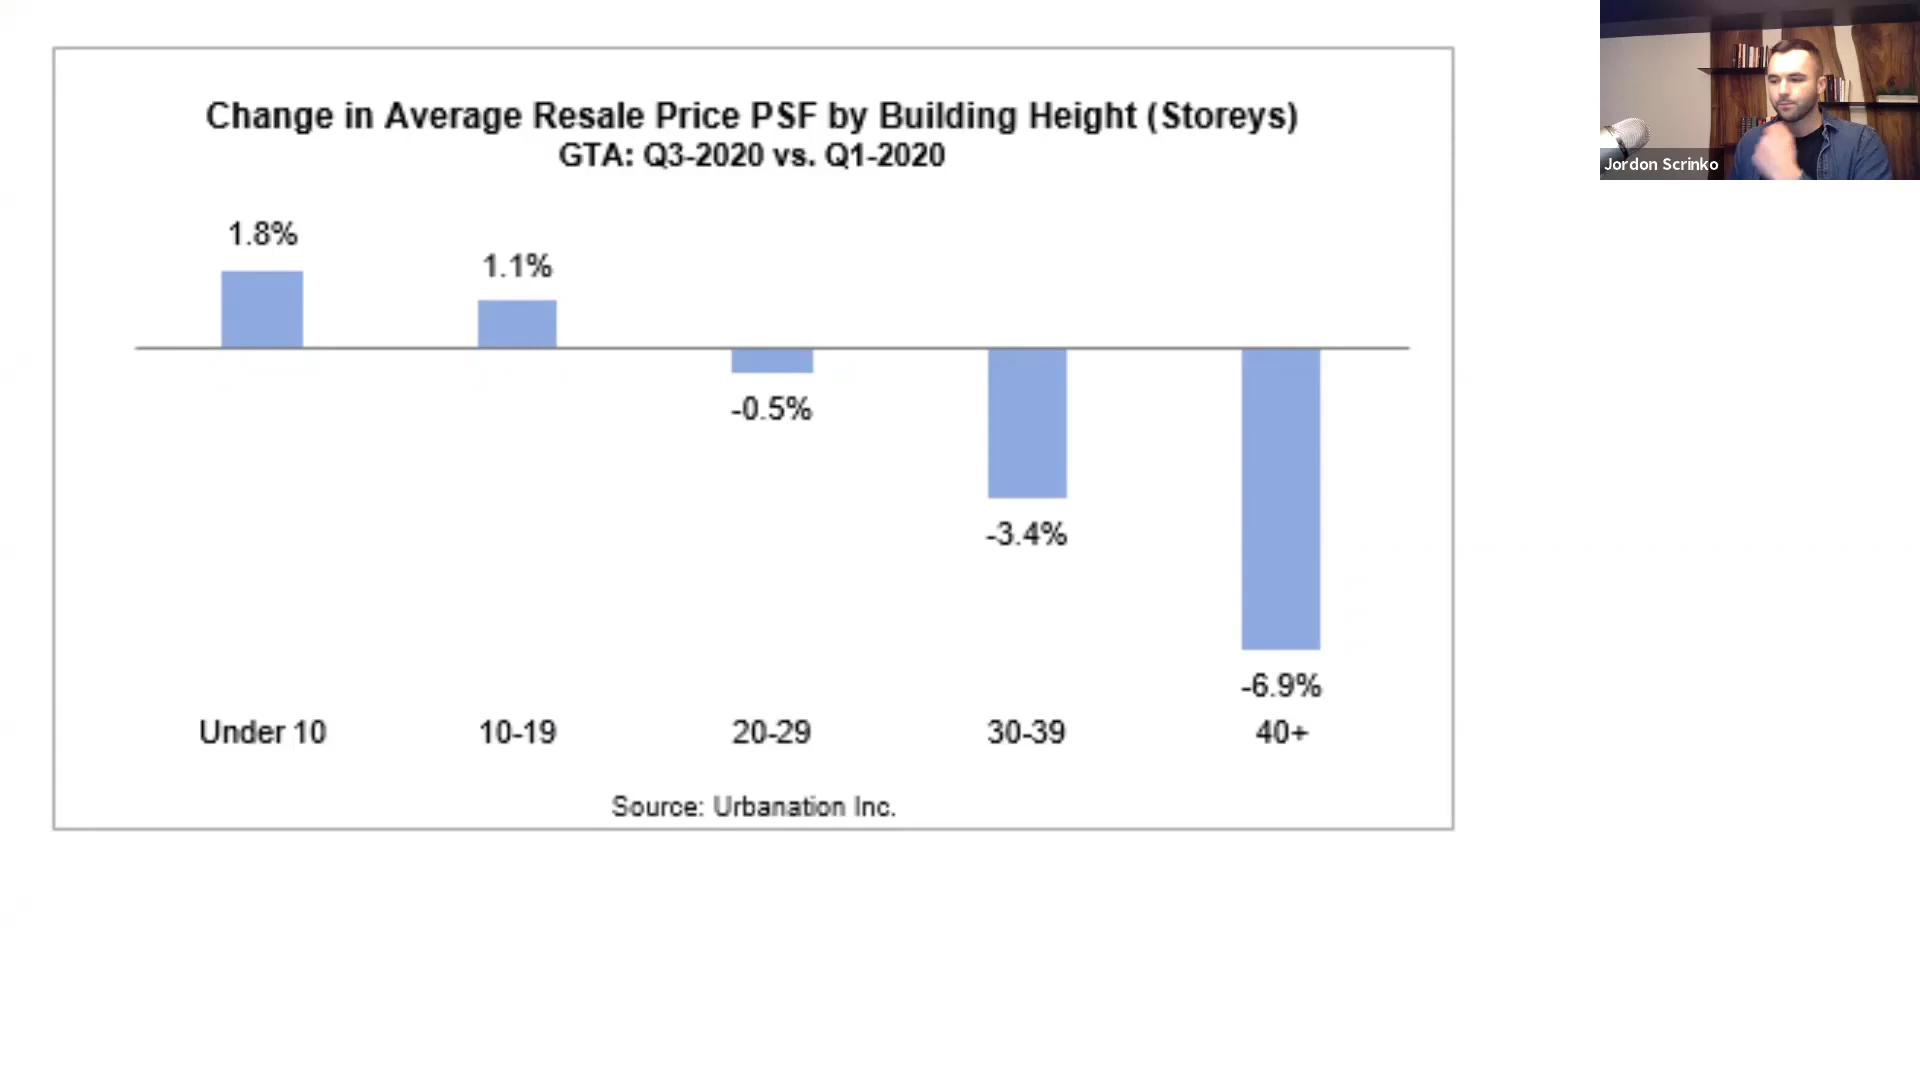 Change in Average Resale Price PSF by Building Height (Storeys)
GTA: Q3-2020 vs. Q1-2020
1.8%
1.1%
-0.5%
-3.4%
-6.9%
Under 10
10-19
20-29
30-39
40+
Source: Urbanation Inc.
Jordon Scrinko